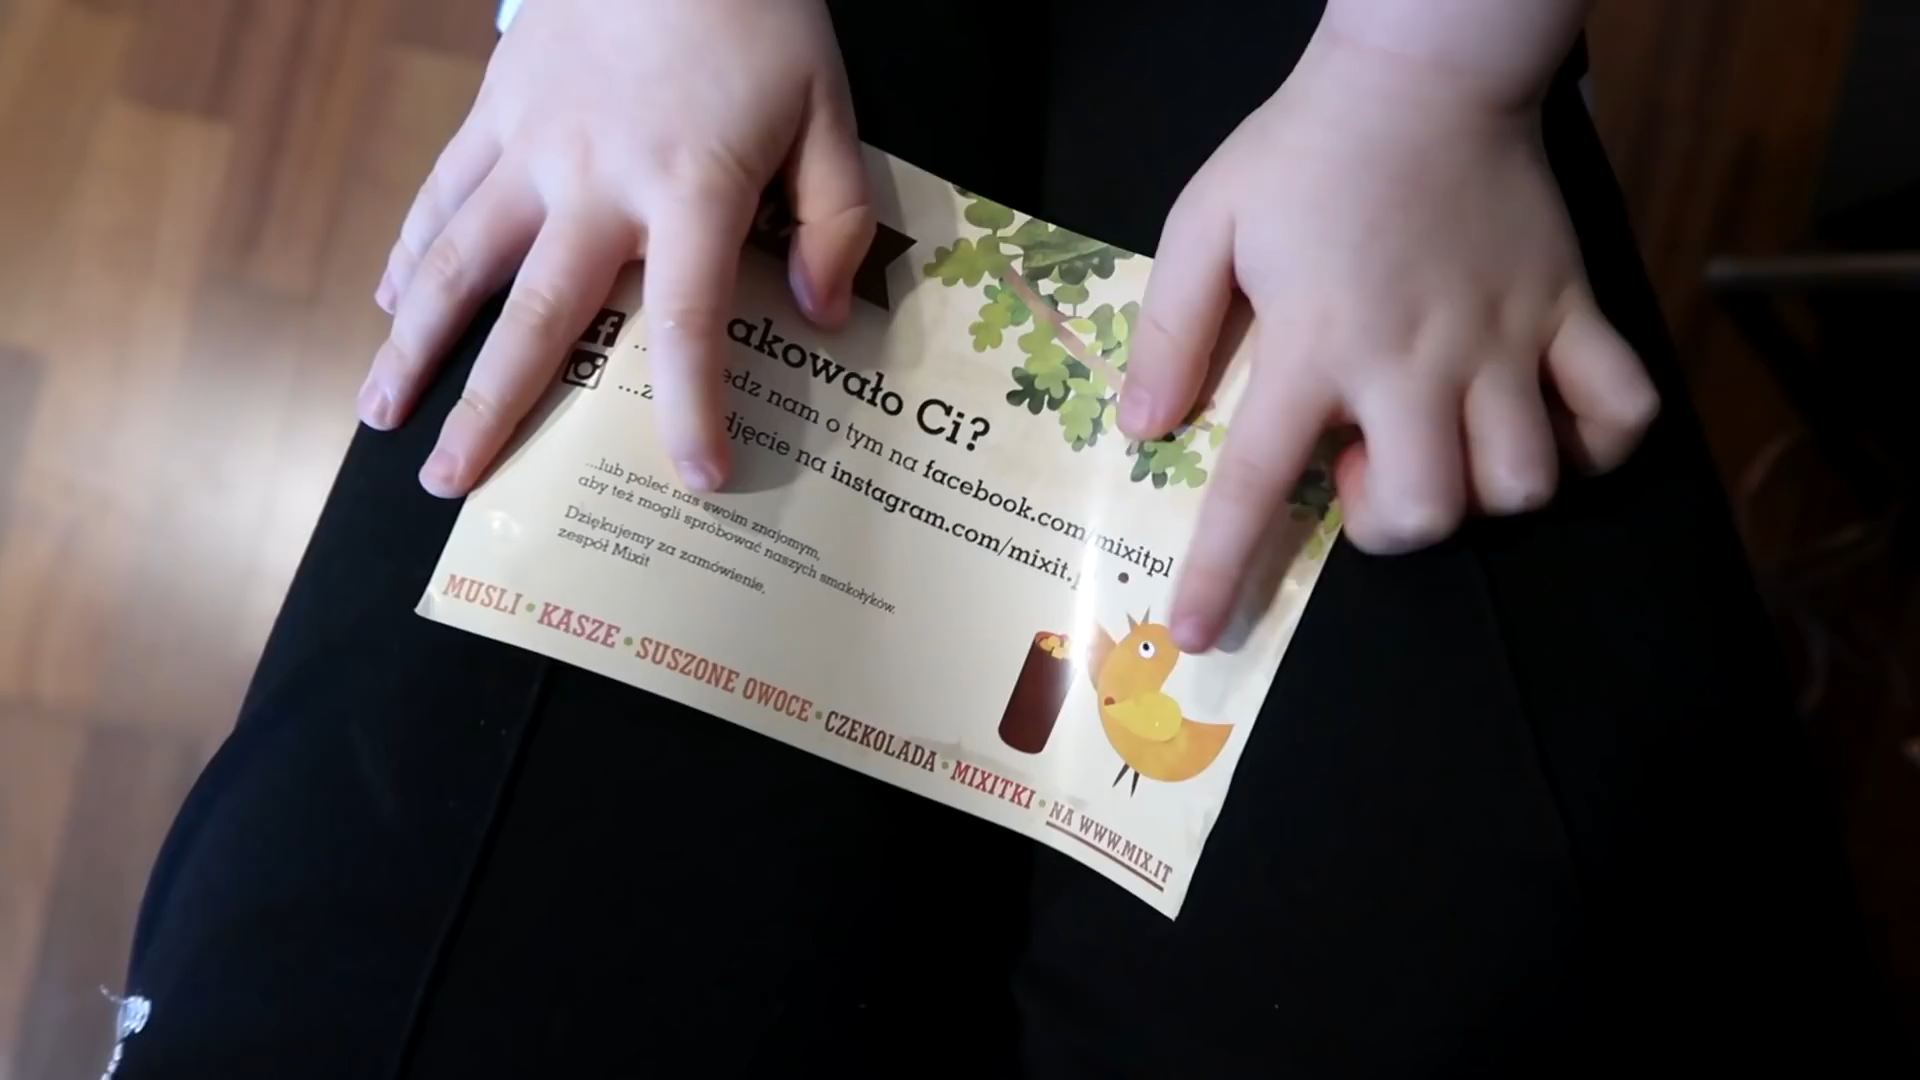 akowało Ci?
edz nam o tym na facebook.com/mixitpl
djęcie na instagram.com/mixit.
...lub poleć nas swoim znajomym,
aby też mogli spróbować naszych smakołyków.
Dziękujemy za zamówienie,
zespół Mixit
MUSLI • KASZE • SUSZONE OWOCE • CZEKOLADA • MIXITKI • NA WWW.MIX.IT